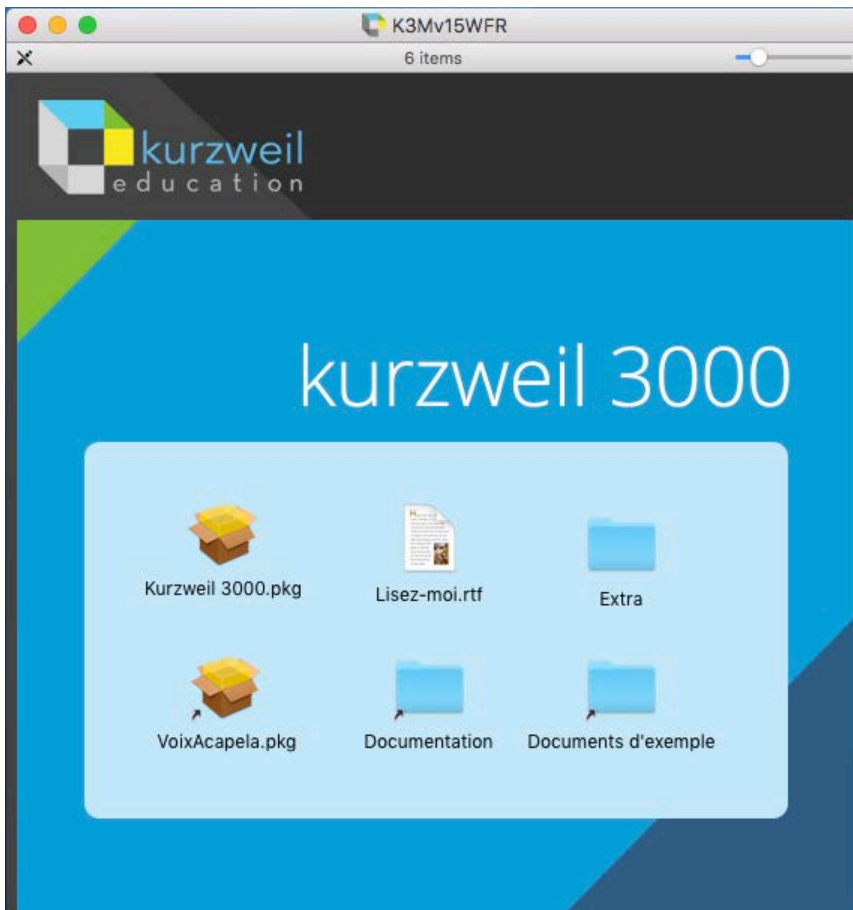 K3Mv15WFR
6 items
kurzweil
education
kurzweil 3000
Kurzweil 3000.pkg
Lisez-moi.rtf
Extra
VoixAcapela.pkg
Documentation
Documents d'exemple